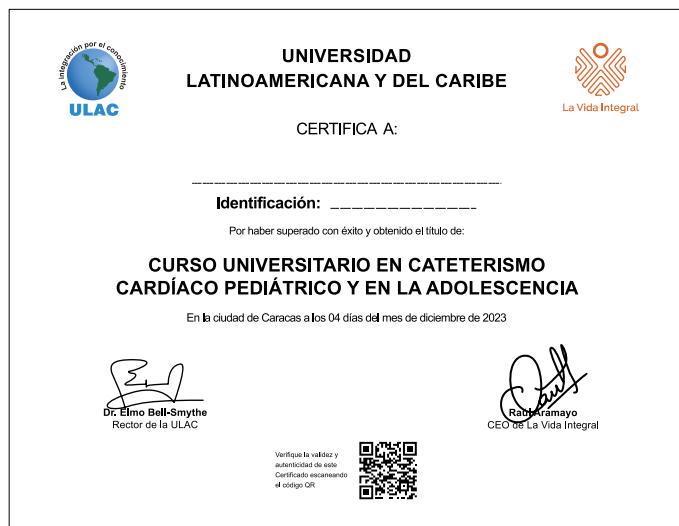 La integración por el conocimiento
ULAC
UNIVERSIDAD
LATINOAMERICANA Y DEL CARIBE
La Vida Integral
CERTIFICA A:
Identificación:
Por haber superado con éxito y obtenido el título de:
CURSO UNIVERSITARIO EN CATETERISMO
CARDÍACO PEDIÁTRICO Y EN LA ADOLESCENCIA
En la ciudad de Caracas a los 04 días del mes de diciembre de 2023
Dr. Elmo Bell-Smythe
Rector de la ULAC
Raúl Aramayo
CEO de La Vida Integral
Verifique la validez y
autenticidad de este
Certificado escaneando
el código QR